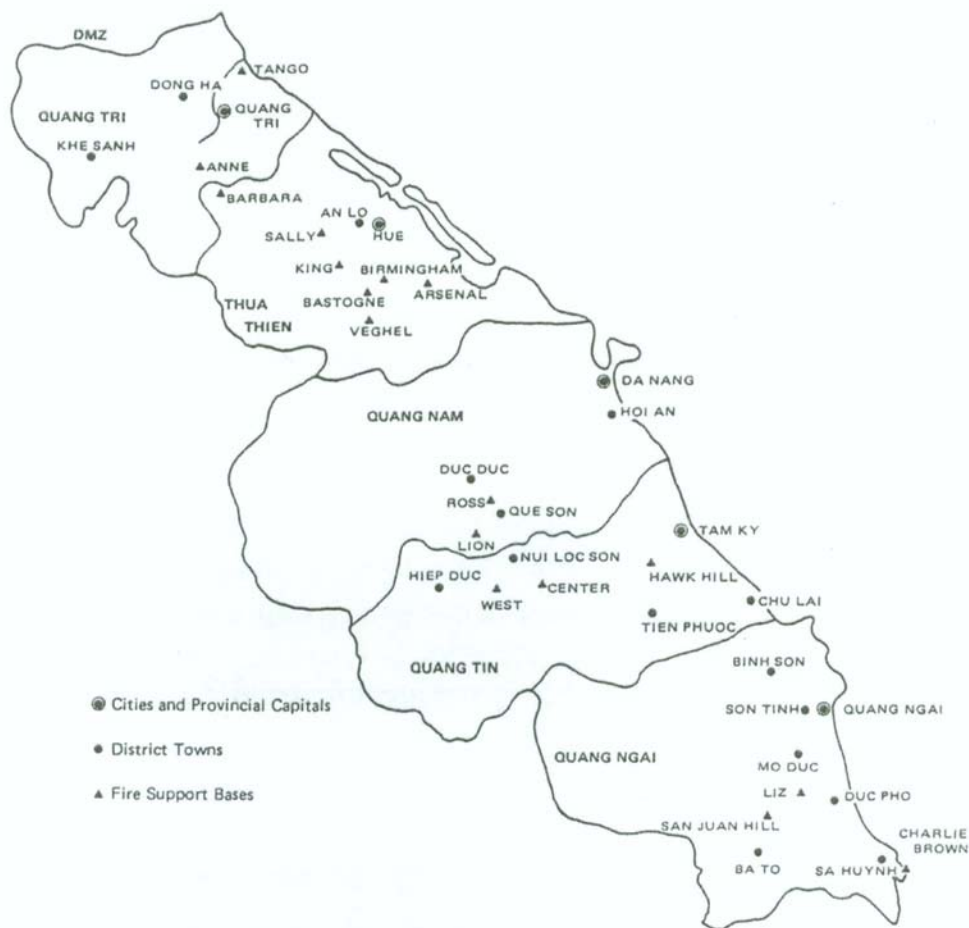 DMZ
TANGO
DONG HA
QUANG TRI
QUANG
TRI
KHE SANH
ANNE
BARBARA
AN LO
SALLY
HUE
KING
BIRMINGHAM
ARSENAL
BASTOGNE
THUA
THIEN
VEGHEL
DA NANG
HOI AN
QUANG NAM
DUC DUC
ROSS
QUE SON
LION
TAM KY
NUI LOC SON
HIEP DUC
CENTER
HAWK HILL
WEST
CHU LAI
TIEN PHUOC
QUANG TIN
BINH SON
Cities and Provincial Capitals
SON TINH
QUANG NGAI
District Towns
QUANG NGAI
MO DUC
Fire Support Bases
LIZ
DUC PHO
SAN JUAN HILL
CHARLIE
BROWN
BA TO
SA HUYNH